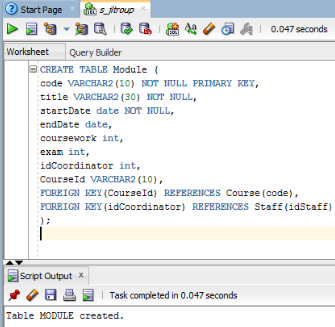 Start Page
s_jitroup
0.047 seconds
Worksheet Query Builder
CREATE TABLE Module (
code VARCHAR2(10) NOT NULL PRIMARY KEY,
title VARCHAR2(30) NOT NULL,
startDate date NOT NULL,
endDate date,
coursework int,
exam int,
idCoordinator int,
CourseId VARCHAR2(10),
FOREIGN KEY(CourseId) REFERENCES Course(code),
FOREIGN KEY(idCoordinator) REFERENCES Staff(idStaff)
);
Script Output x
Task completed in 0.047 seconds
Table MODULE created.